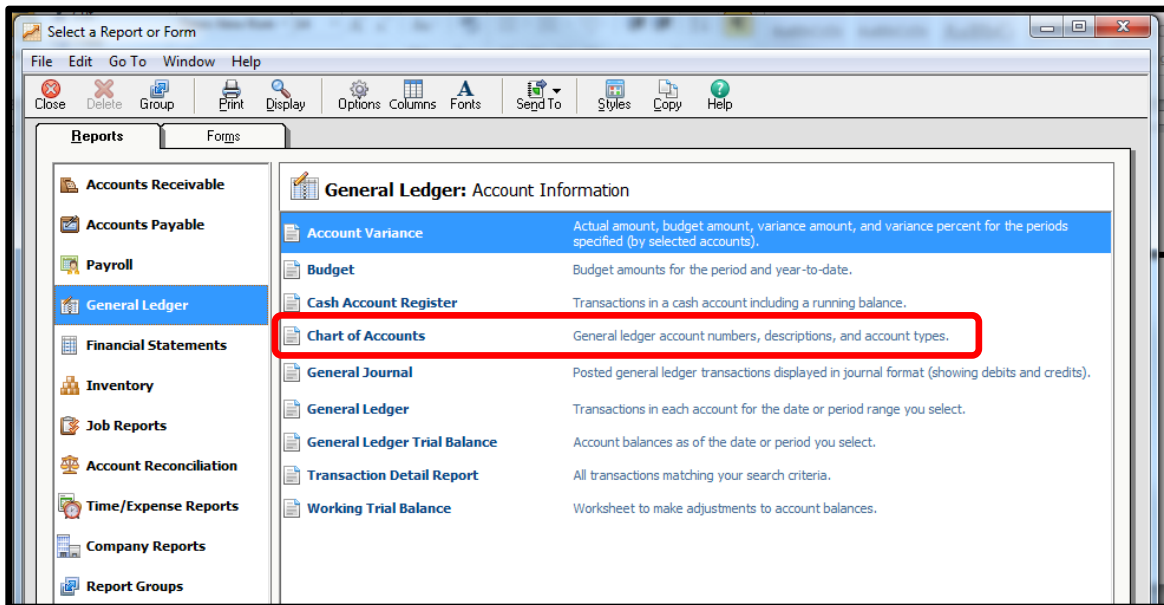 Select a Report or Form
File Edit Go To Window Help
Close Delete Group Print Display Options Columns Fonts Send To Styles Copy Help
Reports Forms
Accounts Receivable
Accounts Payable
Payroll
General Ledger
Financial Statements
Inventory
Job Reports
Account Reconciliation
Time/Expense Reports
Company Reports
Report Groups
General Ledger: Account Information
Account Variance Actual amount, budget amount, variance amount, and variance percent for the periods
specified (by selected accounts).
Budget Budget amounts for the period and year-to-date.
Cash Account Register Transactions in a cash account including a running balance.
Chart of Accounts General ledger account numbers, descriptions, and account types.
General Journal Posted general ledger transactions displayed in journal format (showing debits and credits).
General Ledger Transactions in each account for the date or period range you select.
General Ledger Trial Balance Account balances as of the date or period you select.
Transaction Detail Report All transactions matching your search criteria.
Working Trial Balance Worksheet to make adjustments to account balances.